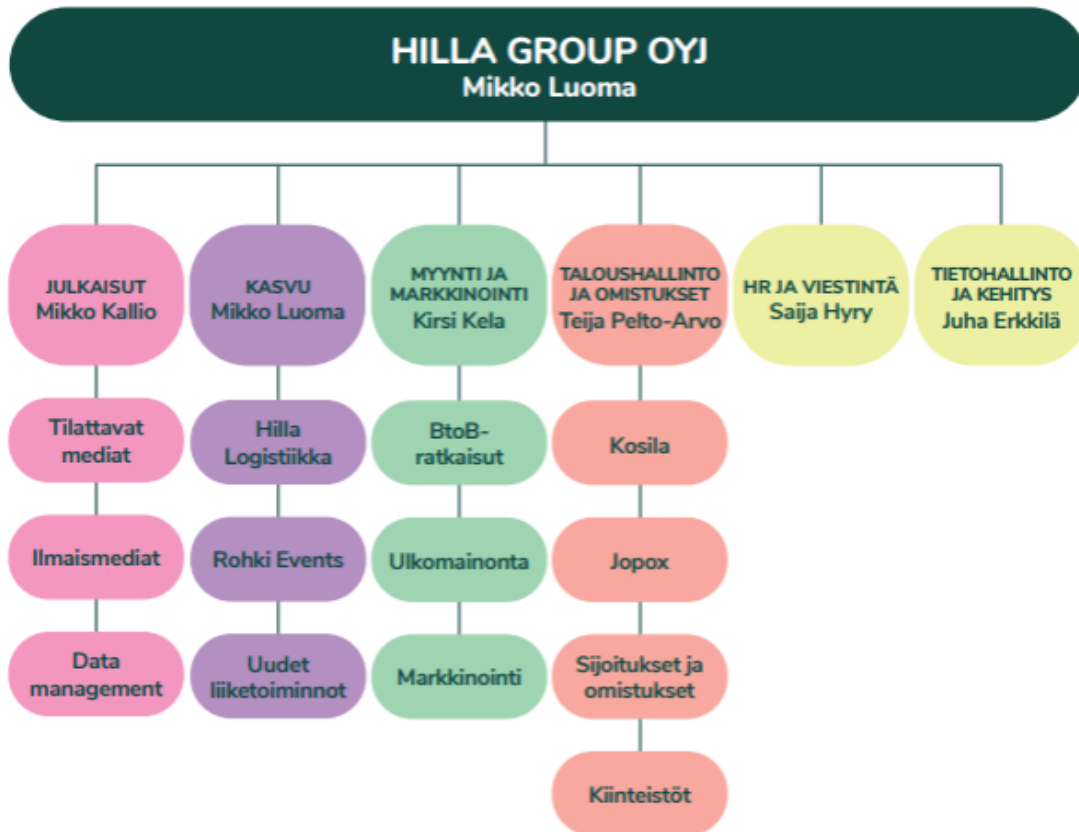 HILLA GROUP OYJ
Mikko Luoma
JULKAISUT
Mikko Kallio
KASVU
Mikko Luoma
MYYNTI JA
MARKKINOINTI
Kirsi Kela
TALOUSHALLINTO
JA OMISTUKSET
Teija Pelto-Arvo
HR JA VIESTINTÄ
Saija Hyry
TIETOHALLINTO
JA KEHITYS
Juha Erkkilä
Tilattavat
mediat
Hilla
Logistiikka
BtoB-
ratkaisut
Kosila
Ilmaismediat
Rohki Events
Ulkomainonta
Jopox
Data
management
Uudet
liiketoiminnot
Markkinointi
Sijoitukset ja
omistukset
Kiinteistöt